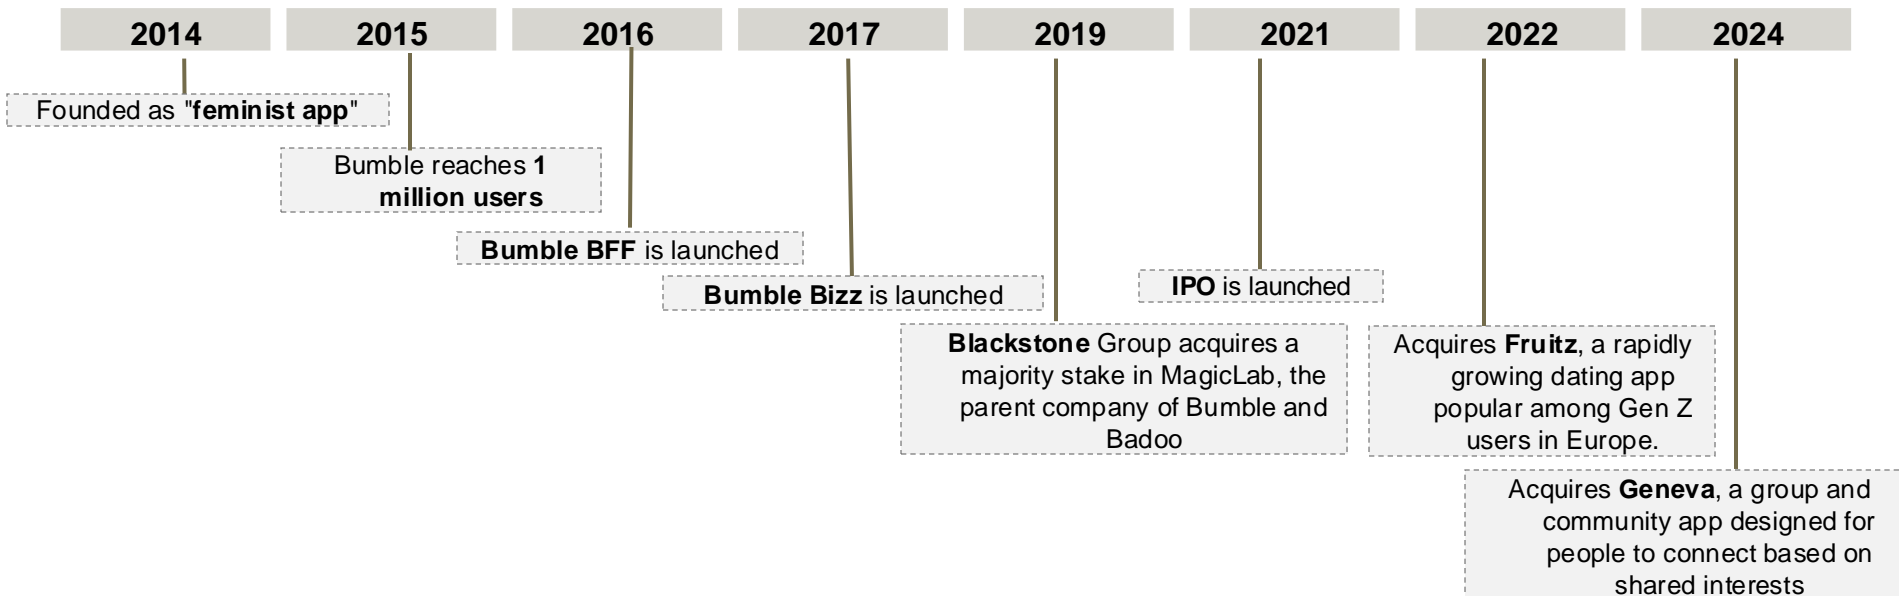 2014
2015
2016
2017
2019
2021
2022
2024
Founded as "feminist app"
Bumble reaches 1
million users
Bumble BFF is launched
Bumble Bizz is launched
Blackstone Group acquires a
majority stake in MagicLab, the
parent company of Bumble and
Badoo
IPO is launched
Acquires Fruitz, a rapidly
growing dating app
popular among Gen Z
users in Europe.
Acquires Geneva, a group and
community app designed for
people to connect based on
shared interests